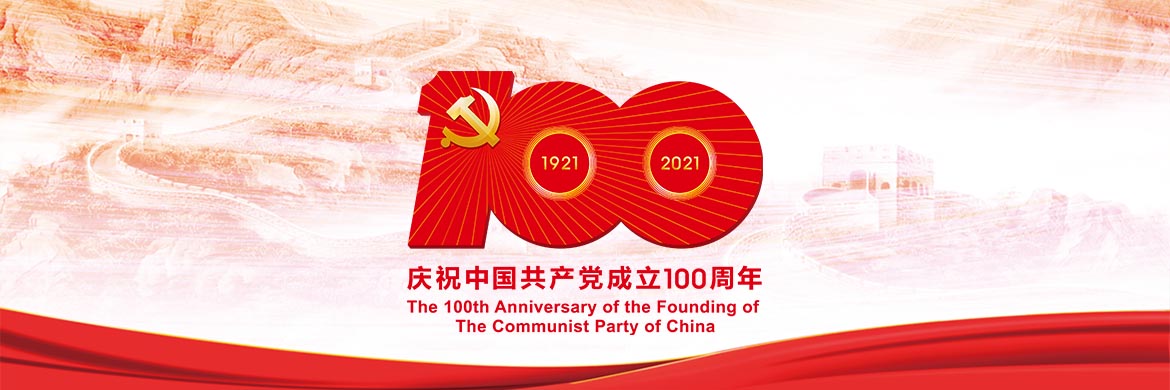 100
1921
2021
庆祝中国共产党成立100周年
The 100th Anniversary of the Founding of
The Communist Party of China